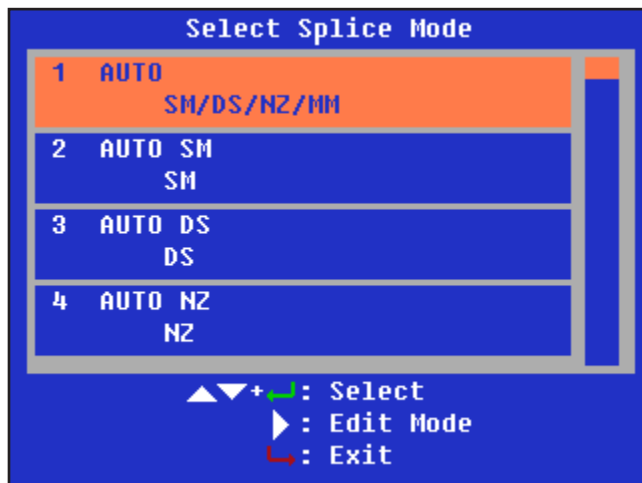 Select Splice Mode
1 AUTO
SM/DS/NZ/MM
2 AUTO SM
SM
3 AUTO DS
DS
4 AUTO NZ
NZ
▲▼+↵: Select
▶: Edit Mode
↳: Exit